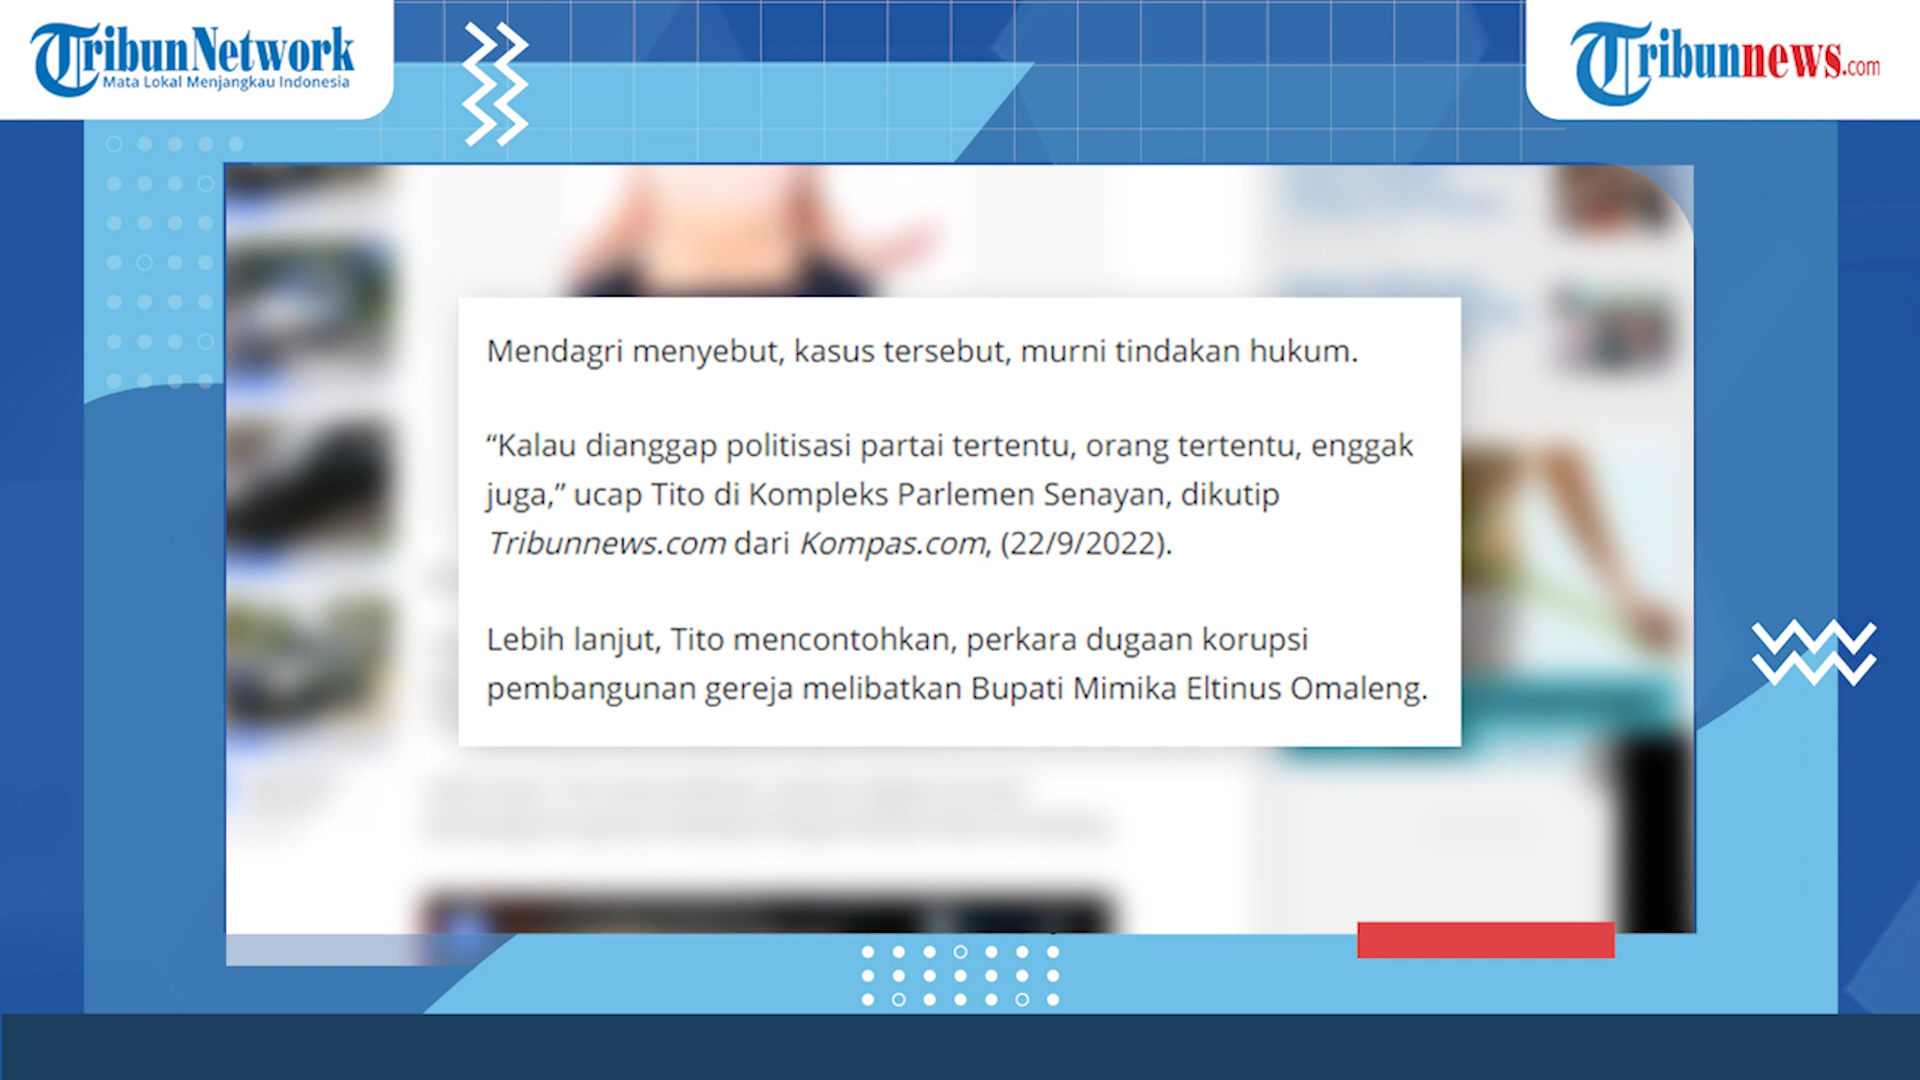 TribunNetwork
Mata Lokal Menjangkau Indonesia
Tribunnews.com
Mendagri menyebut, kasus tersebut, murni tindakan hukum.
“Kalau dianggap politisasi partai tertentu, orang tertentu, enggak
juga,” ucap Tito di Kompleks Parlemen Senayan, dikutip
Tribunnews.com dari Kompas.com, (22/9/2022).
Lebih lanjut, Tito mencontohkan, perkara dugaan korupsi
pembangunan gereja melibatkan Bupati Mimika Eltinus Omaleng.